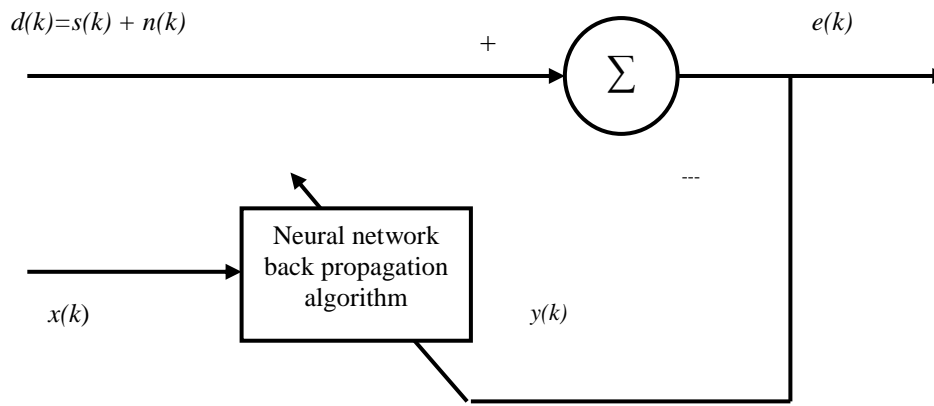 d(k)=s(k) + n(k)
+
e(k)
Σ
---
Neural network
back propagation
algorithm
x(k)
y(k)